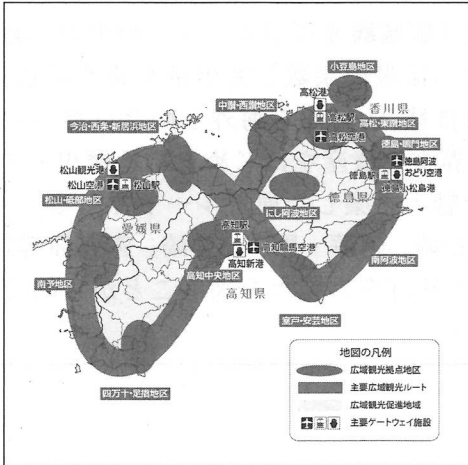 小豆島地区
高松港
香川県
中讃・西讃地区
高松駅
高松・東讃地区
今治・西条・新居浜地区
高松空港
徳島・鳴門地区
松山観光港
徳島阿波
おどり空港
徳島駅
松山空港
松山駅
徳島小松島港
松山・砥部地区
徳島県
にし阿波地区
愛媛県
高知駅
高知龍馬空港
高知新港
南阿波地区
南予地区
高知中央地区
高知県
室戸・安芸地区
四万十・足摺地区
地図の凡例
広域観光拠点地区
主要広域観光ルート
広域観光促進地域
主要ゲートウェイ施設